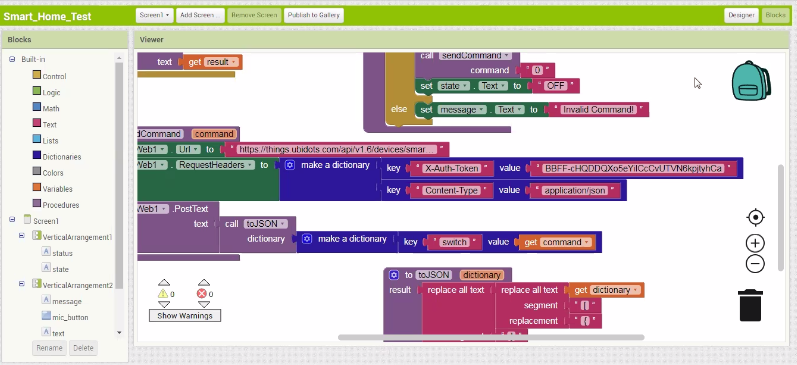 Smart_Home_Test
Screen1
Add Screen ...
Remove Screen
Publish to Gallery
Designer
Blocks
Blocks
Viewer
Built-in
Control
Logic
Math
Text
Lists
Dictionaries
Colors
Variables
Procedures
Screen1
VerticalArrangement1
status
state
VerticalArrangement2
message
mic_button
text
Rename
Delete
text get result
call sendCommand
command " 0 "
set state . Text to " OFF "
else set message . Text to " Invalid Command! "
dCommand command
Web1 . Url to " https://things.ubidots.com/api/v1.6/devices/smar...
Web1 . RequestHeaders to make a dictionary key " X-Auth-Token " value
key " Content-Type " value " application/json "
Web1 .PostText
text call toJSON
dictionary make a dictionary key " switch " value get command
to toJSON dictionary
result replace all text replace all text get dictionary
segment
replacement
0
0
Show Warnings